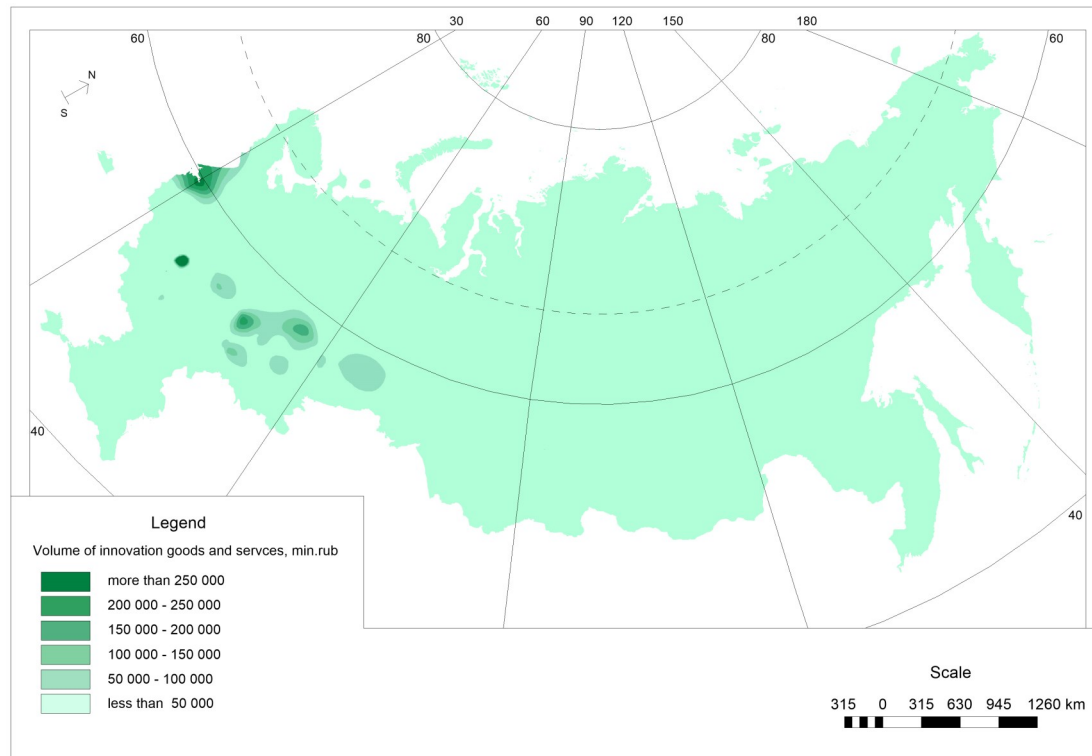 30 60 90 120 150 180
60 80 80 60
N
S
40
40
Legend
Volume of innovation goods and servces, min.rub
more than 250 000
200 000 - 250 000
150 000 - 200 000
100 000 - 150 000
50 000 - 100 000
less than 50 000
Scale
315 0 315 630 945 1260 km